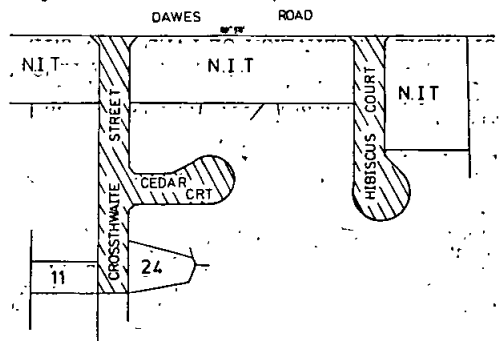 DAWES ROAD
N.I.T
N.I.T
N.I.T
CROSSTHWAITE STREET
HIBISCUS COURT
CEDAR
CRT
11
24